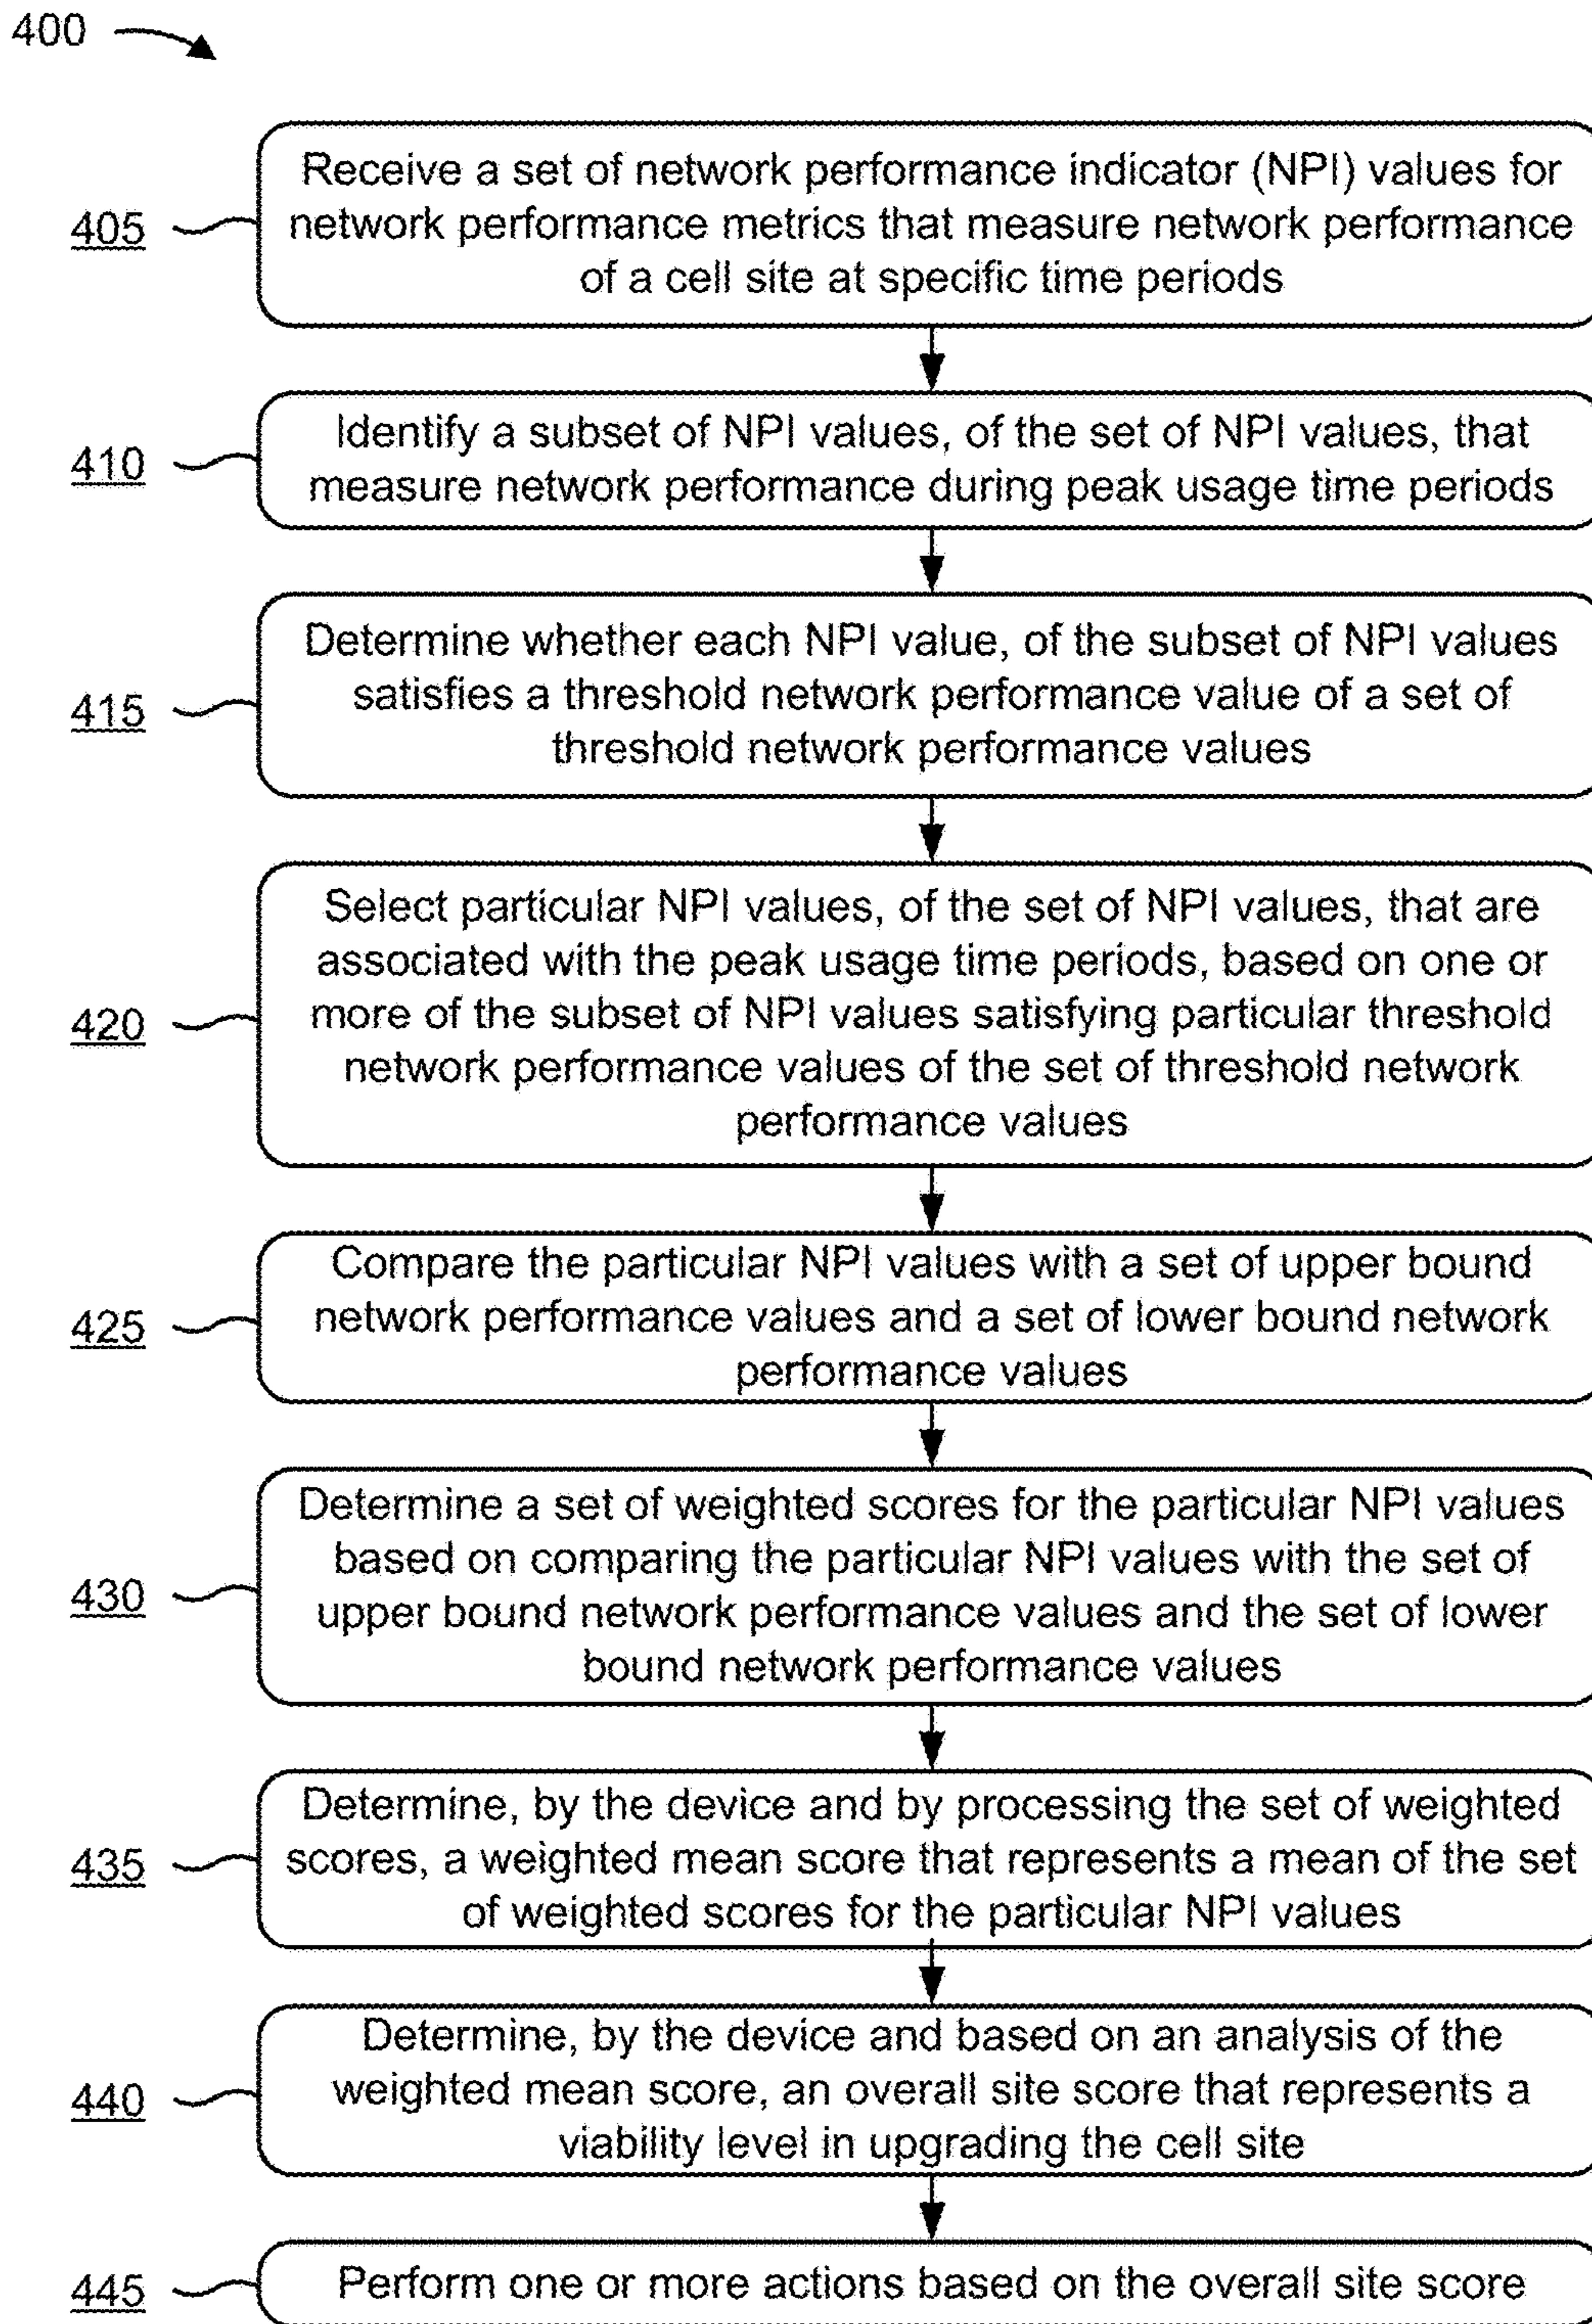 400
405
Receive a set of network performance indicator (NPI) values for
network performance metrics that measure network performance
of a cell site at specific time periods
410
Identify a subset of NPI values, of the set of NPI values, that
measure network performance during peak usage time periods
415
Determine whether each NPI value, of the subset of NPI values
satisfies a threshold network performance value of a set of
threshold network performance values
420
Select particular NPI values, of the set of NPI values, that are
associated with the peak usage time periods, based on one or
more of the subset of NPI values satisfying particular threshold
network performance values of the set of threshold network
performance values
425
Compare the particular NPI values with a set of upper bound
network performance values and a set of lower bound network
performance values
430
Determine a set of weighted scores for the particular NPI values
based on comparing the particular NPI values with the set of
upper bound network performance values and the set of lower
bound network performance values
435
Determine, by the device and by processing the set of weighted
scores, a weighted mean score that represents a mean of the set
of weighted scores for the particular NPI values
440
Determine, by the device and based on an analysis of the
weighted mean score, an overall site score that represents a
viability level in upgrading the cell site
445
Perform one or more actions based on the overall site score